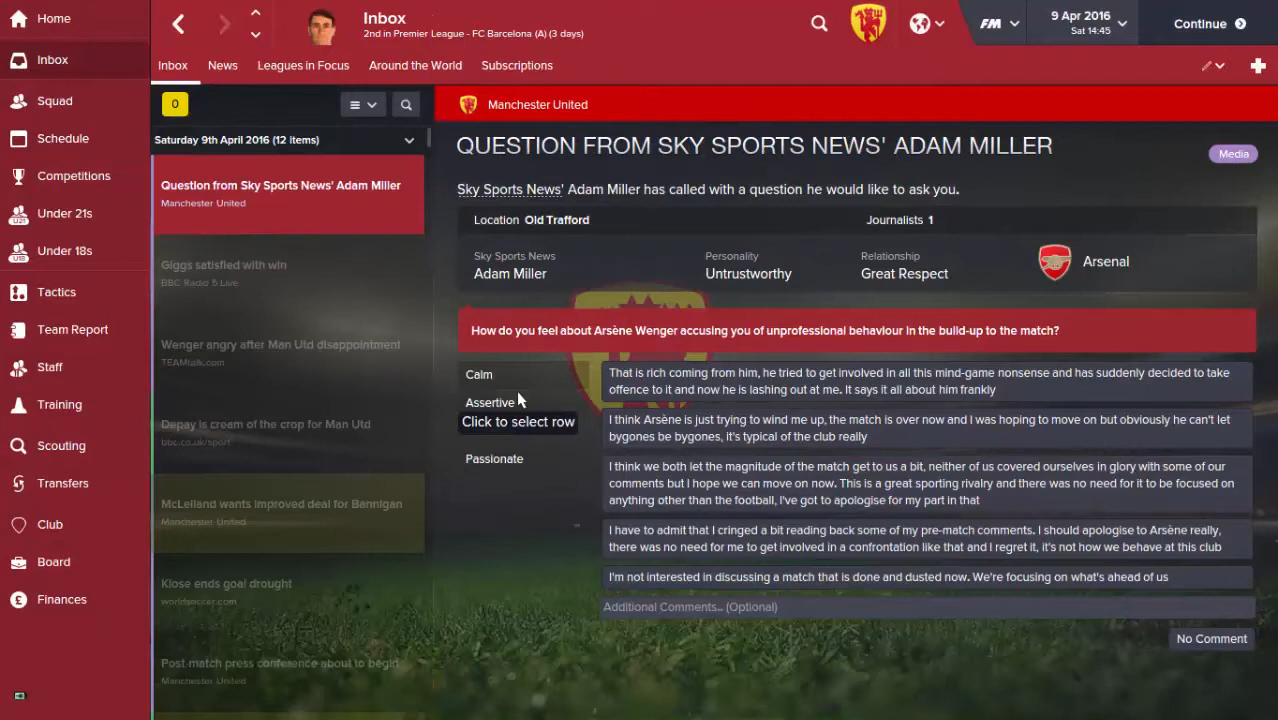 Home
Inbox
Squad
Schedule
Competitions
U21
Under 21s
U18
Under 18s
Tactics
Team Report
Staff
Training
Scouting
Transfers
Club
Board
Finances
Inbox
2nd in Premier League - FC Barcelona (A) (3 days)
FM
9 Apr 2016
Sat 14:45
Continue
Inbox
News
Leagues in Focus
Around the World
Subscriptions
0
Saturday 9th April 2016 (12 items)
Question from Sky Sports News' Adam Miller
Manchester United
Giggs satisfied with win
BBC Radio 5 Live
Wenger angry after Man Utd disappointment
TEAMtalk.com
Depay is cream of the crop for Man Utd
bbc.co.uk/sport
McLelland wants improved deal for Bannigan
Manchester United
Klose ends goal drought
worldsoccer.com
Post match press conference about to begin
Manchester United
Manchester United
QUESTION FROM SKY SPORTS NEWS' ADAM MILLER
Media
Sky Sports News' Adam Miller has called with a question he would like to ask you.
Location Old Trafford
Journalists 1
Sky Sports News
Adam Miller
Personality
Untrustworthy
Relationship
Great Respect
Arsenal
How do you feel about Arsène Wenger accusing you of unprofessional behaviour in the build-up to the match?
Calm
Assertive
Click to select row
Passionate
That is rich coming from him, he tried to get involved in all this mind-game nonsense and has suddenly decided to take
offence to it and now he is lashing out at me. It says it all about him frankly
I think Arsène is just trying to wind me up, the match is over now and I was hoping to move on but obviously he can't let
bygones be bygones, it's typical of the club really
I think we both let the magnitude of the match get to us a bit, neither of us covered ourselves in glory with some of our
comments but I hope we can move on now. This is a great sporting rivalry and there was no need for it to be focused on
anything other than the football, I've got to apologise for my part in that
I have to admit that I cringed a bit reading back some of my pre-match comments. I should apologise to Arsène really,
there was no need for me to get involved in a confrontation like that and I regret it, it's not how we behave at this club
I'm not interested in discussing a match that is done and dusted now. We're focusing on what's ahead of us
Additional Comments... (Optional)
No Comment